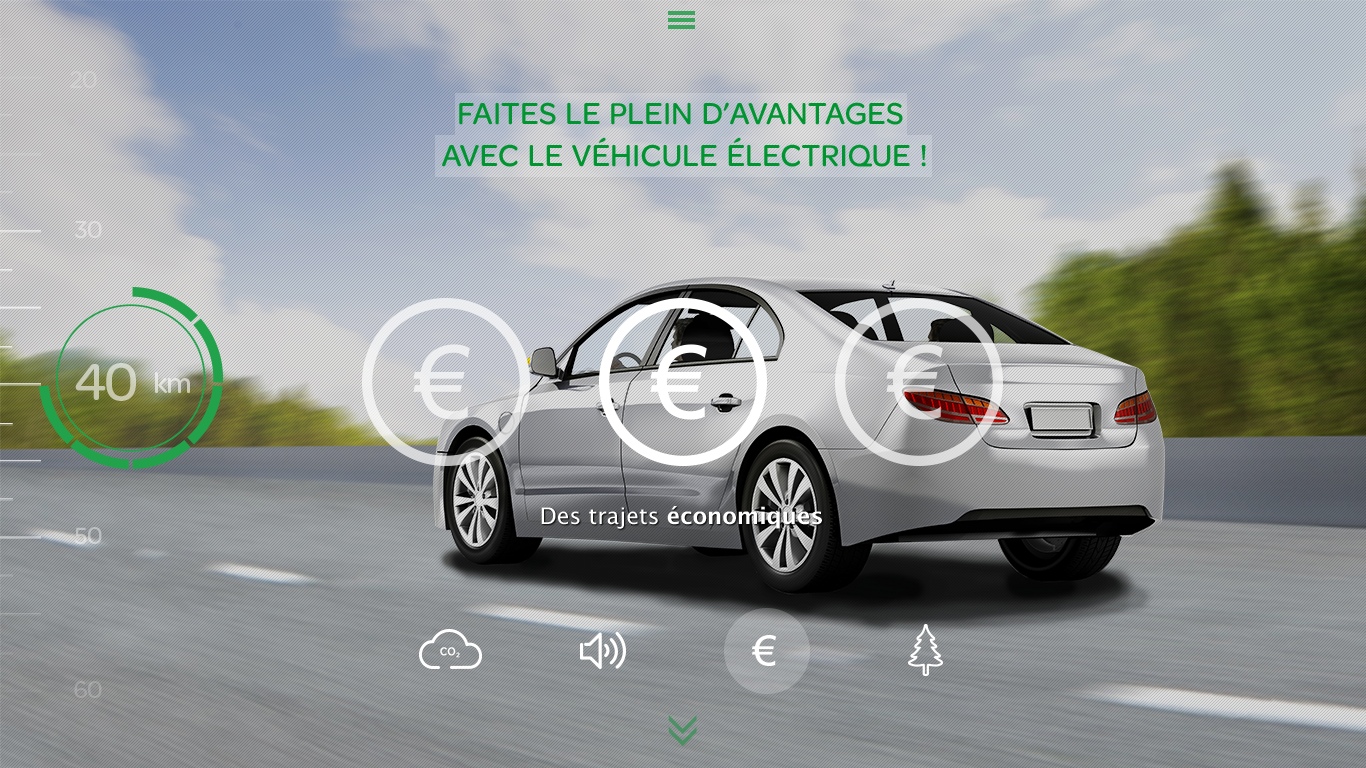 20
FAITES LE PLEIN D'AVANTAGES
AVEC LE VÉHICULE ÉLECTRIQUE !
30
40 km
€ € €
Des trajets économiques
50
CO₂ €
60